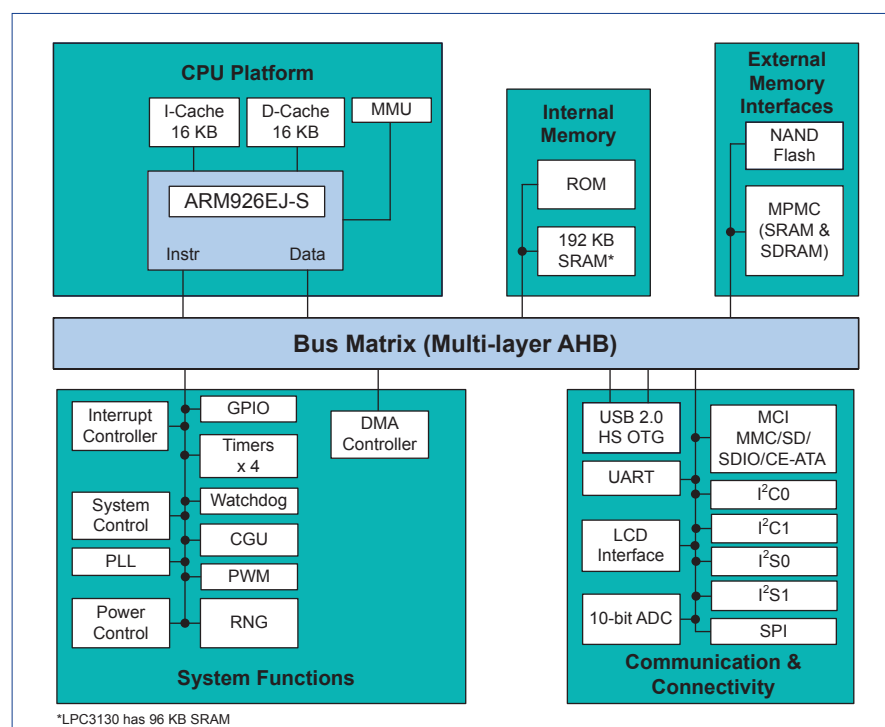 CPU Platform
I-Cache
16 KB
D-Cache
16 KB
MMU
ARM926EJ-S
Instr
Data
Internal
Memory
ROM
192 KB
SRAM*
External
Memory
Interfaces
NAND
Flash
MPMC
(SRAM &
SDRAM)
Bus Matrix (Multi-layer AHB)
Interrupt
Controller
GPIO
Timers
x 4
System
Control
Watchdog
CGU
PLL
PWM
Power
Control
RNG
DMA
Controller
System Functions
USB 2.0
HS OTG
UART
LCD
Interface
10-bit ADC
MCI
MMC/SD/
SDIO/CE-ATA
I²C0
I²C1
I²S0
I²S1
SPI
Communication &
Connectivity
*LPC3130 has 96 KB SRAM